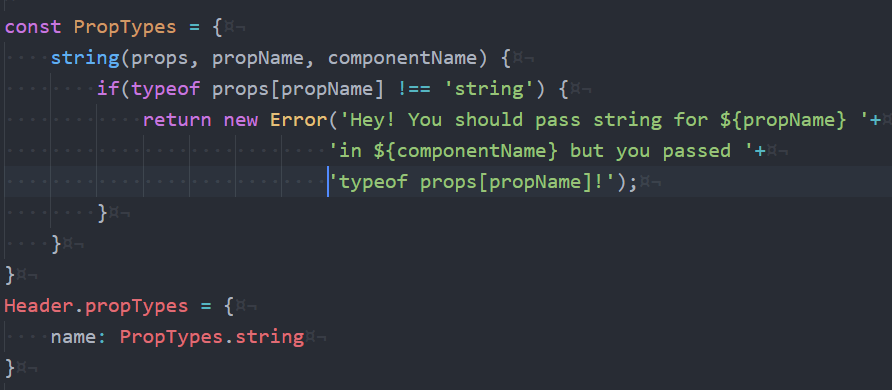 const PropTypes = {
string(props, propName, componentName) {
if(typeof props[propName] !== 'string') {
return new Error('Hey! You should pass string for ${propName} '+
'in ${componentName} but you passed '+
'typeof props[propName]!');
}
}
}
Header.propTypes = {
name: PropTypes.string
}